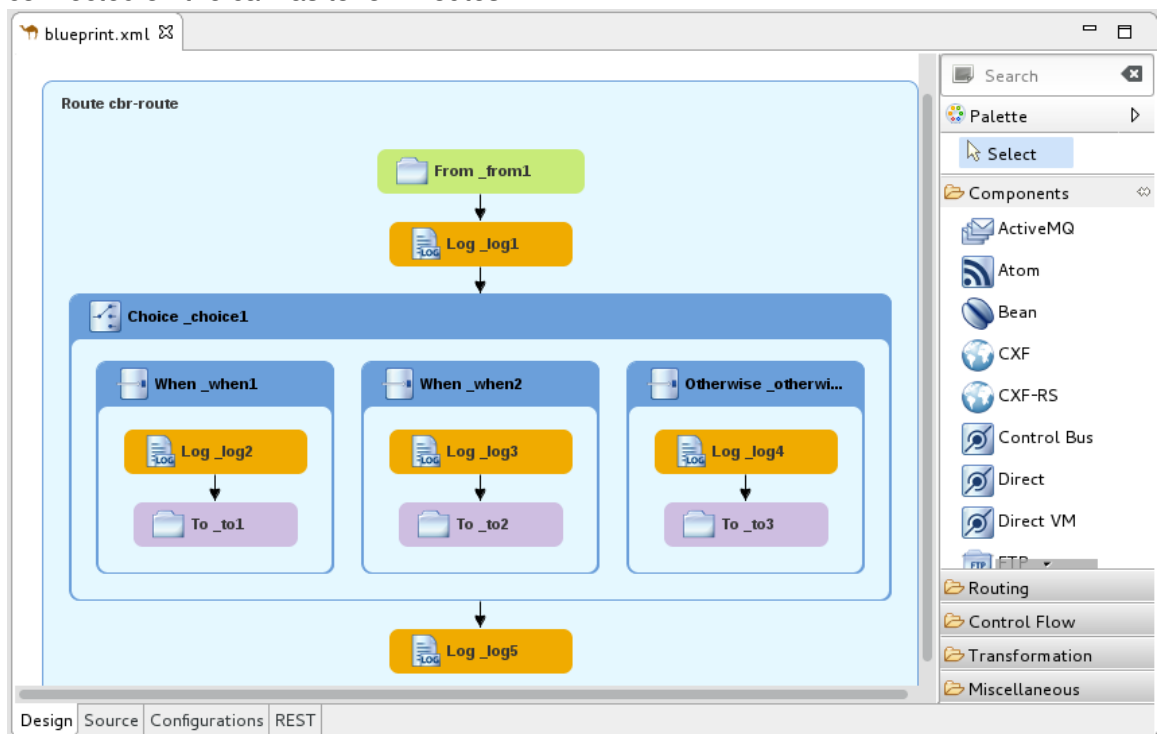 blueprint.xml
Search
Route cbr-route
Palette
From _from1
Select
Components
Log _log1
ActiveMQ
Atom
Choice _choice1
Bean
CXF
When _when1
When _when2
Otherwise _otherwi...
CXF-RS
Log _log2
Log _log3
Log _log4
Control Bus
Direct
To _to1
To _to2
To _to3
Direct VM
FTP
Routing
Control Flow
Log _log5
Transformation
Miscellaneous
Design Source Configurations REST